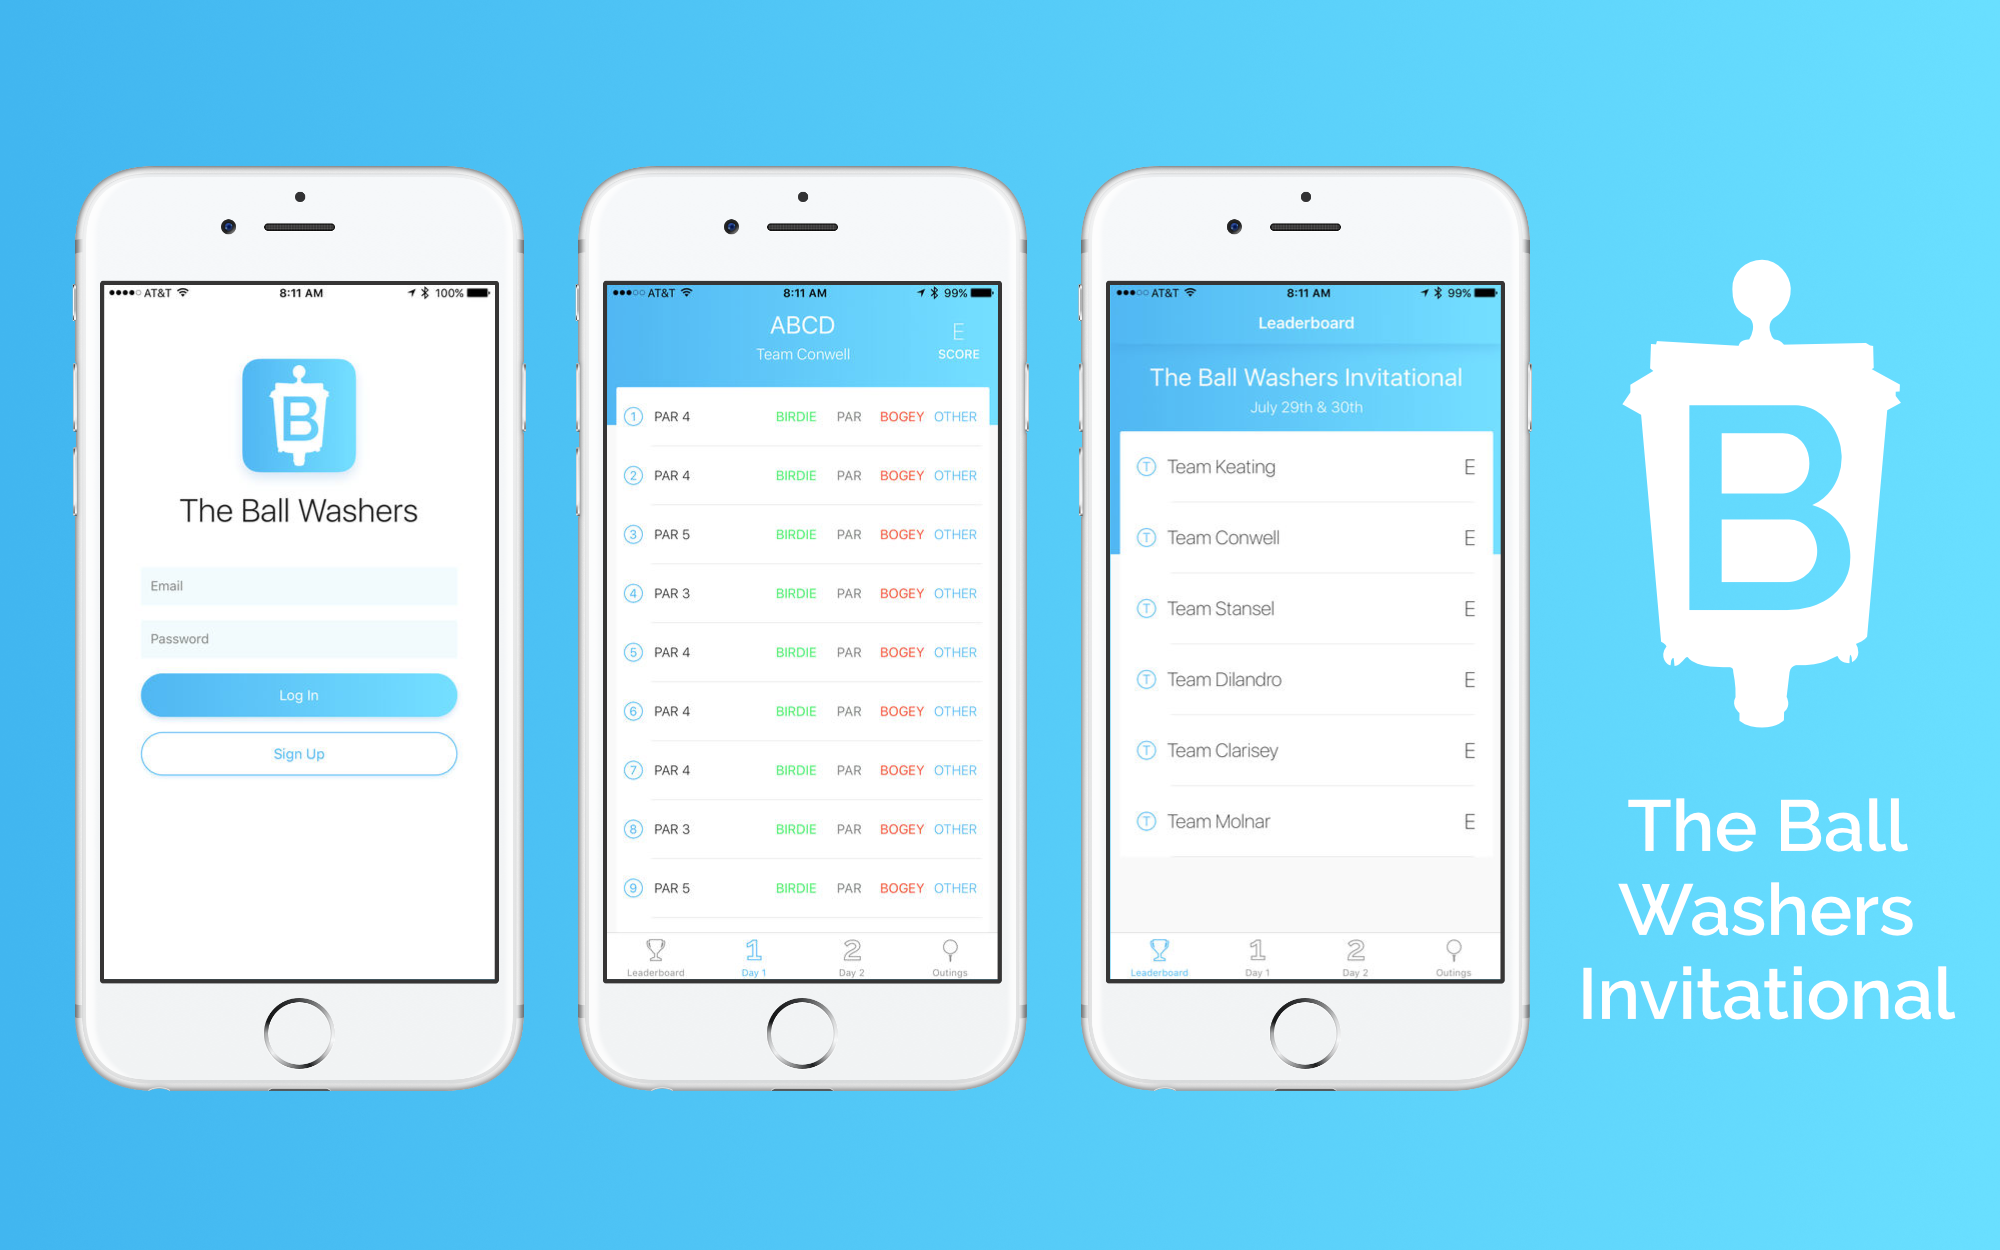 AT&T 8:11 AM 100%
B
The Ball Washers
Email
Password
Log In
Sign Up
AT&T 8:11 AM 99%
ABCD
Team Conwell
E
SCORE
1 PAR 4 BIRDIE PAR BOGEY OTHER
2 PAR 4 BIRDIE PAR BOGEY OTHER
3 PAR 5 BIRDIE PAR BOGEY OTHER
4 PAR 3 BIRDIE PAR BOGEY OTHER
5 PAR 4 BIRDIE PAR BOGEY OTHER
6 PAR 4 BIRDIE PAR BOGEY OTHER
7 PAR 4 BIRDIE PAR BOGEY OTHER
8 PAR 3 BIRDIE PAR BOGEY OTHER
9 PAR 5 BIRDIE PAR BOGEY OTHER
1 2
Leaderboard Day 1 Day 2 Outings
AT&T 8:11 AM 99%
Leaderboard
The Ball Washers Invitational
July 29th & 30th
T Team Keating E
T Team Conwell E
T Team Stansel E
T Team Dilandro E
T Team Clarisey E
T Team Molnar E
1 2
Leaderboard Day 1 Day 2 Outings
B
The Ball
Washers
Invitational